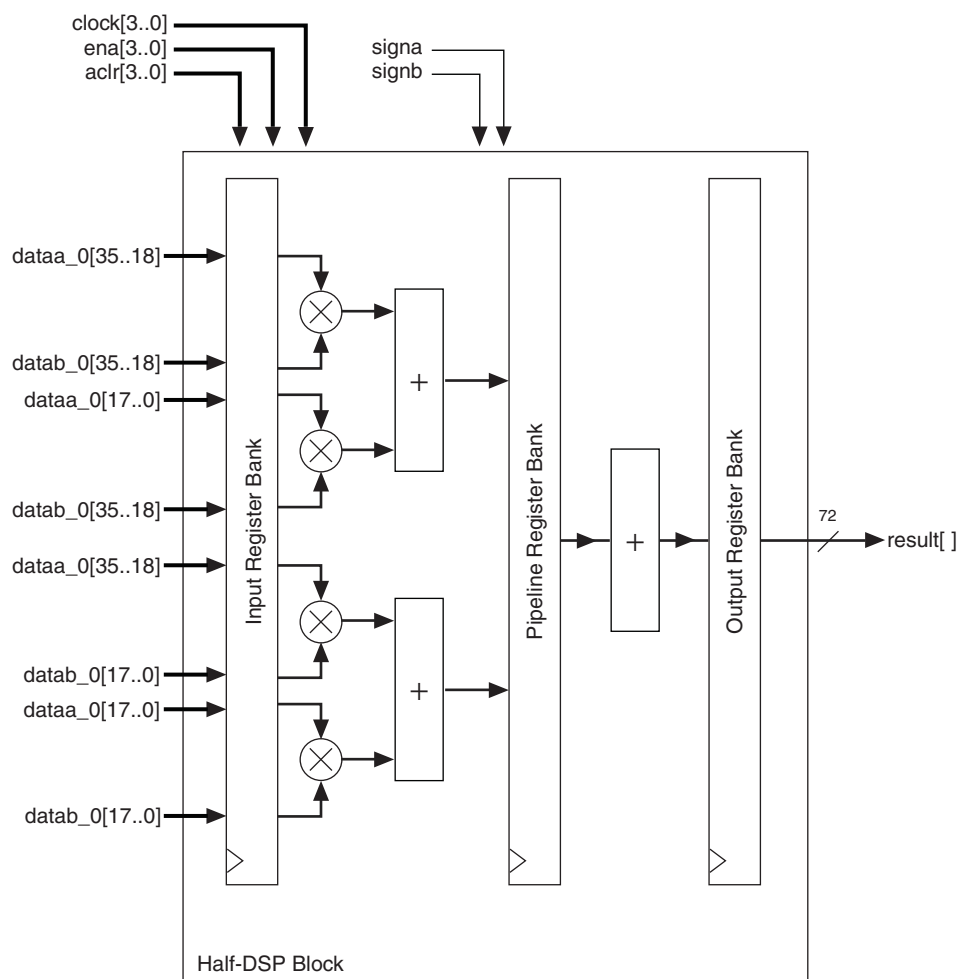 clock[3..0]
ena[3..0]
aclr[3..0]
signa
signb
dataa_0[35..18]
datab_0[35..18]
dataa_0[17..0]
datab_0[35..18]
dataa_0[35..18]
datab_0[17..0]
dataa_0[17..0]
datab_0[17..0]
Input Register Bank
+
+
Pipeline Register Bank
+
Output Register Bank
72
result[ ]
Half-DSP Block